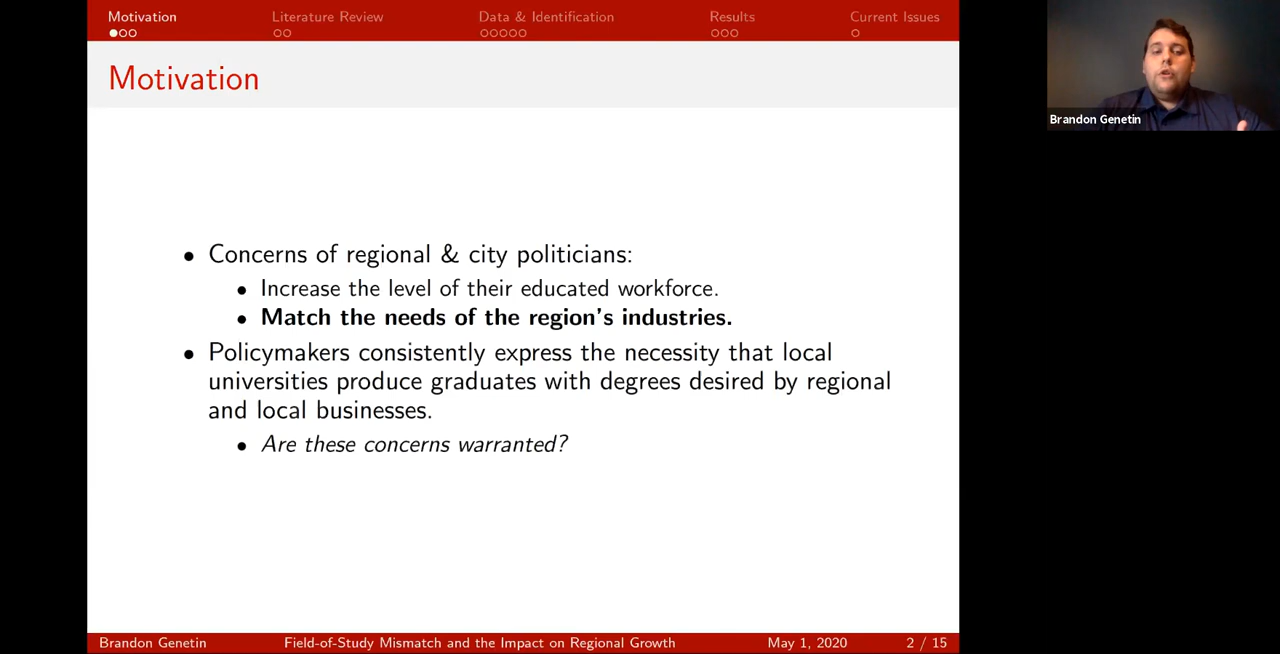 Motivation Literature Review Data & Identification Results Current Issues
Motivation
• Concerns of regional & city politicians:
• Increase the level of their educated workforce.
• Match the needs of the region's industries.
• Policymakers consistently express the necessity that local
universities produce graduates with degrees desired by regional
and local businesses.
• Are these concerns warranted?
Brandon Genetin Field-of-Study Mismatch and the Impact on Regional Growth May 1, 2020 2 / 15
Brandon Genetin